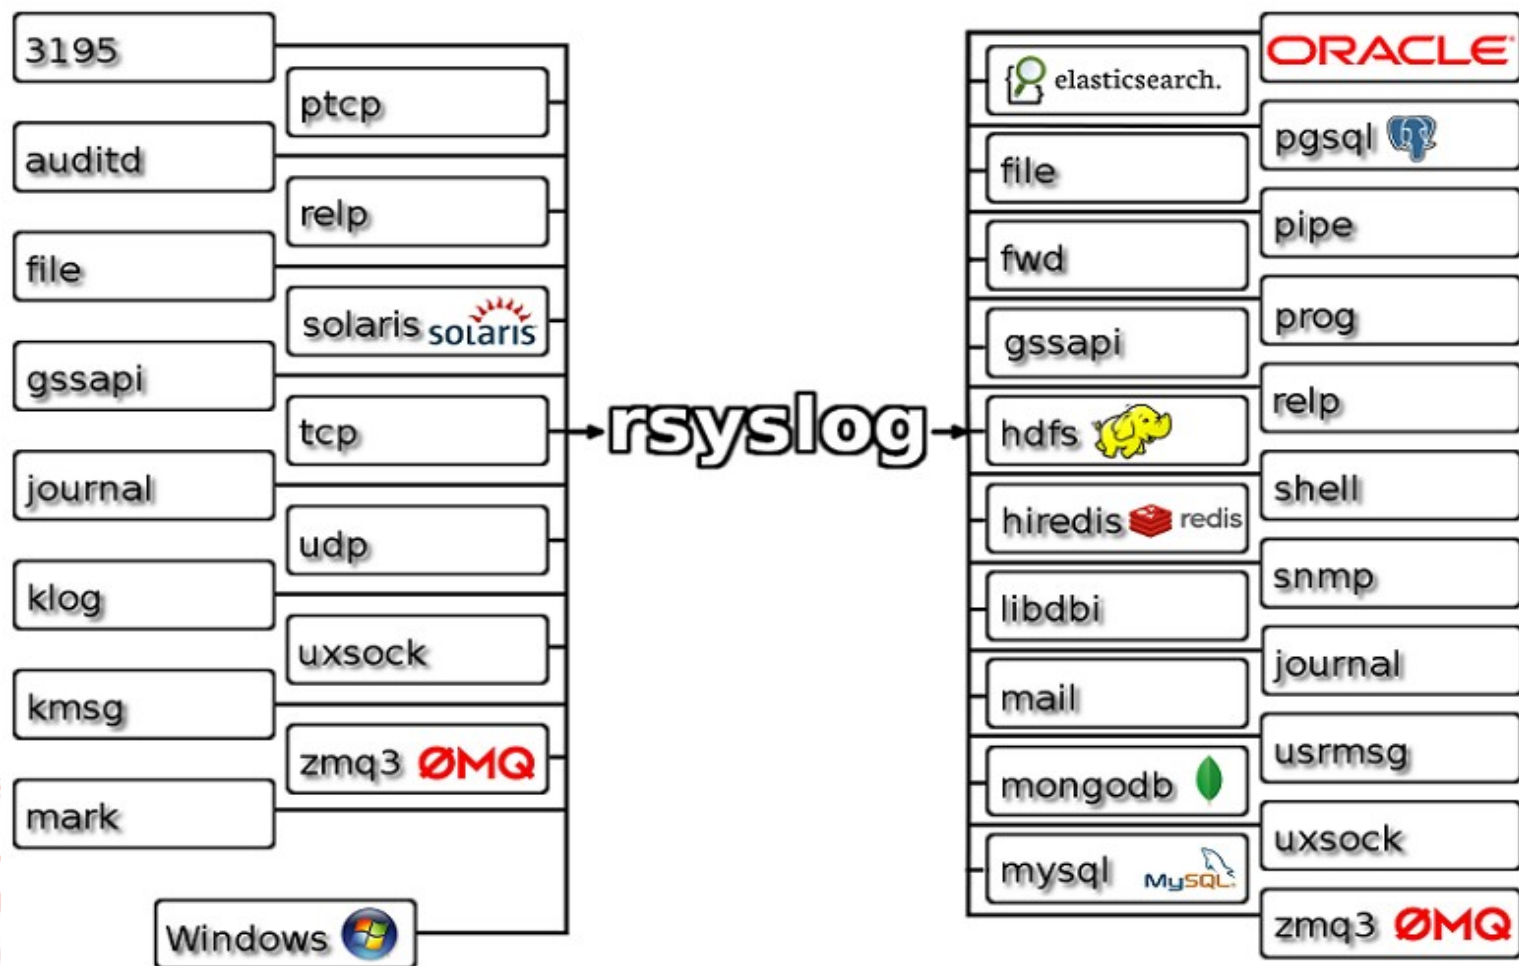 3195
ptcp
auditd
relp
file
solaris solaris
gssapi
tcp
journal
udp
klog
uxsock
kmsg
zmq3 ØMQ
mark
Windows
rsyslog
ORACLE
elasticsearch.
pgsql
file
pipe
fwd
prog
gssapi
relp
hdfs
shell
hiredis redis
snmp
libdbi
journal
mail
usrmsg
mongodb
uxsock
mysql MySQL
zmq3 ØMQ